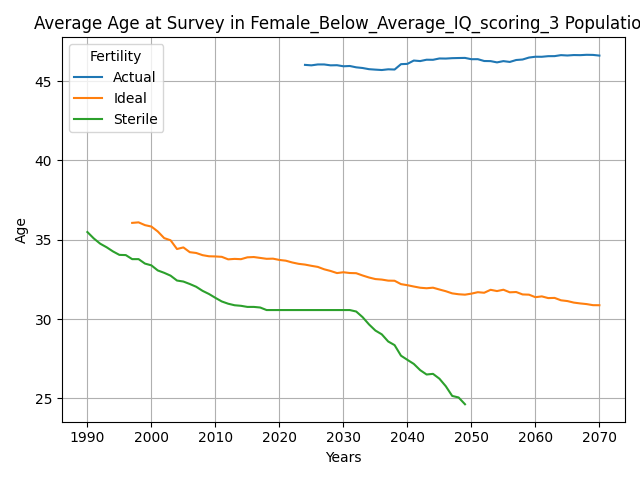 Average Age at Survey in Female_Below_Average_IQ_scoring_3 Populatio
Fertility
Actual
Ideal
Sterile
Age
45
40
35
30
25
1990 2000 2010 2020 2030 2040 2050 2060 2070
Years